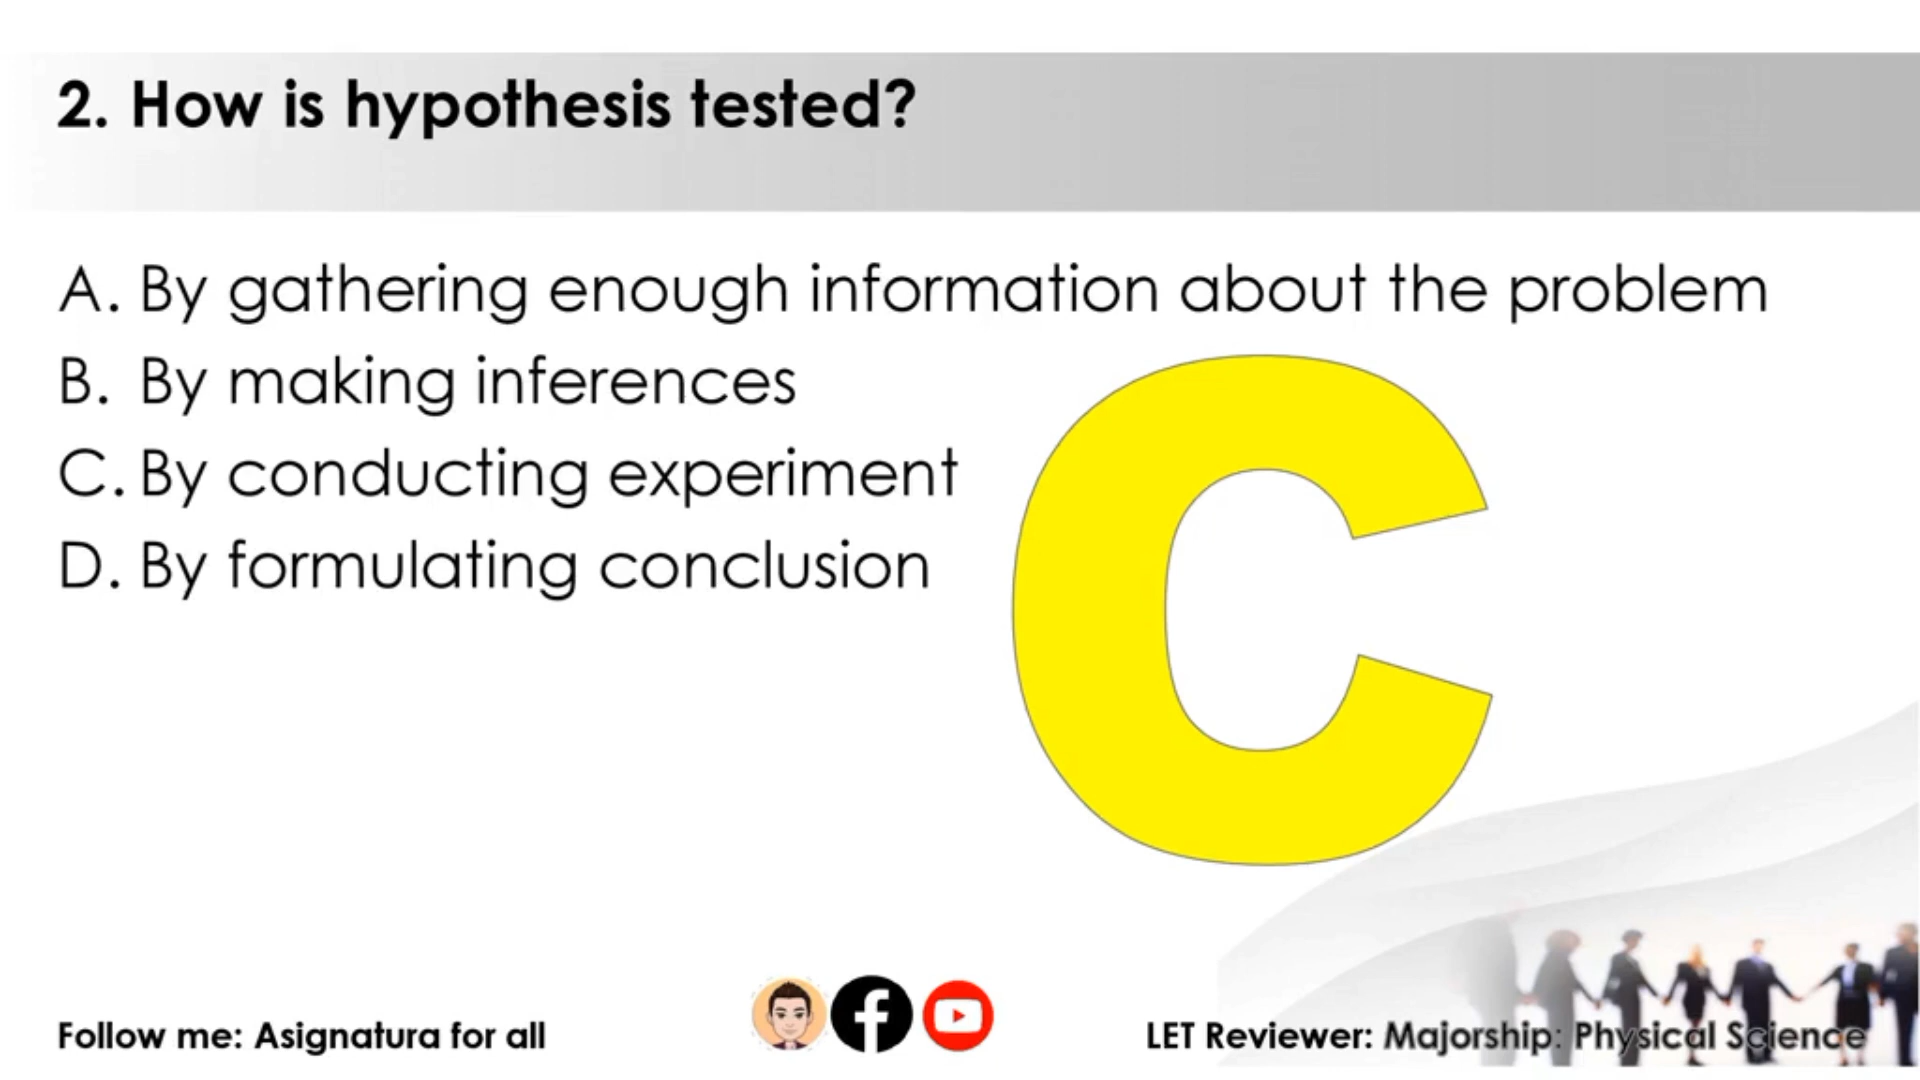 2. How is hypothesis tested?
A. By gathering enough information about the problem
B. By making inferences
C. By conducting experiment
D. By formulating conclusion
C
Follow me: Asignatura for all
LET Reviewer: Majorship: Physical Science